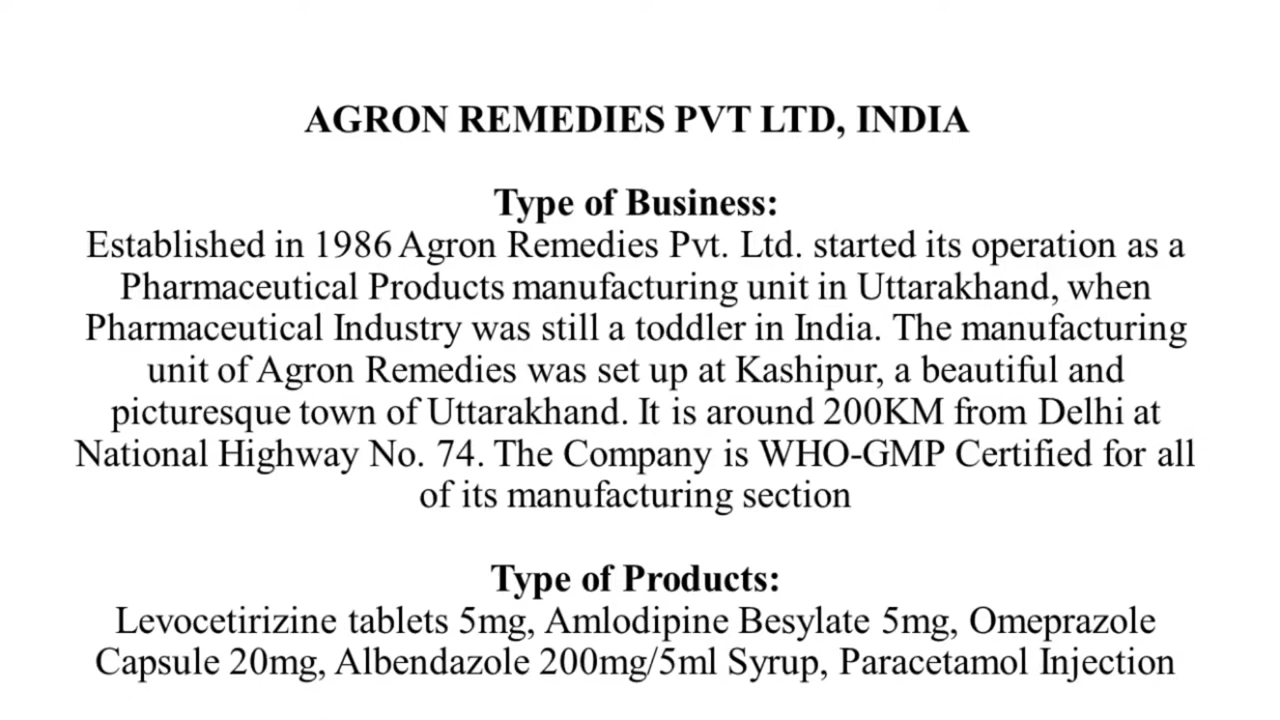 AGRON REMEDIES PVT LTD, INDIA
Type of Business:
Established in 1986 Agron Remedies Pvt. Ltd. started its operation as a
Pharmaceutical Products manufacturing unit in Uttarakhand, when
Pharmaceutical Industry was still a toddler in India. The manufacturing
unit of Agron Remedies was set up at Kashipur, a beautiful and
picturesque town of Uttarakhand. It is around 200KM from Delhi at
National Highway No. 74. The Company is WHO-GMP Certified for all
of its manufacturing section
Type of Products:
Levocetirizine tablets 5mg, Amlodipine Besylate 5mg, Omeprazole
Capsule 20mg, Albendazole 200mg/5ml Syrup, Paracetamol Injection